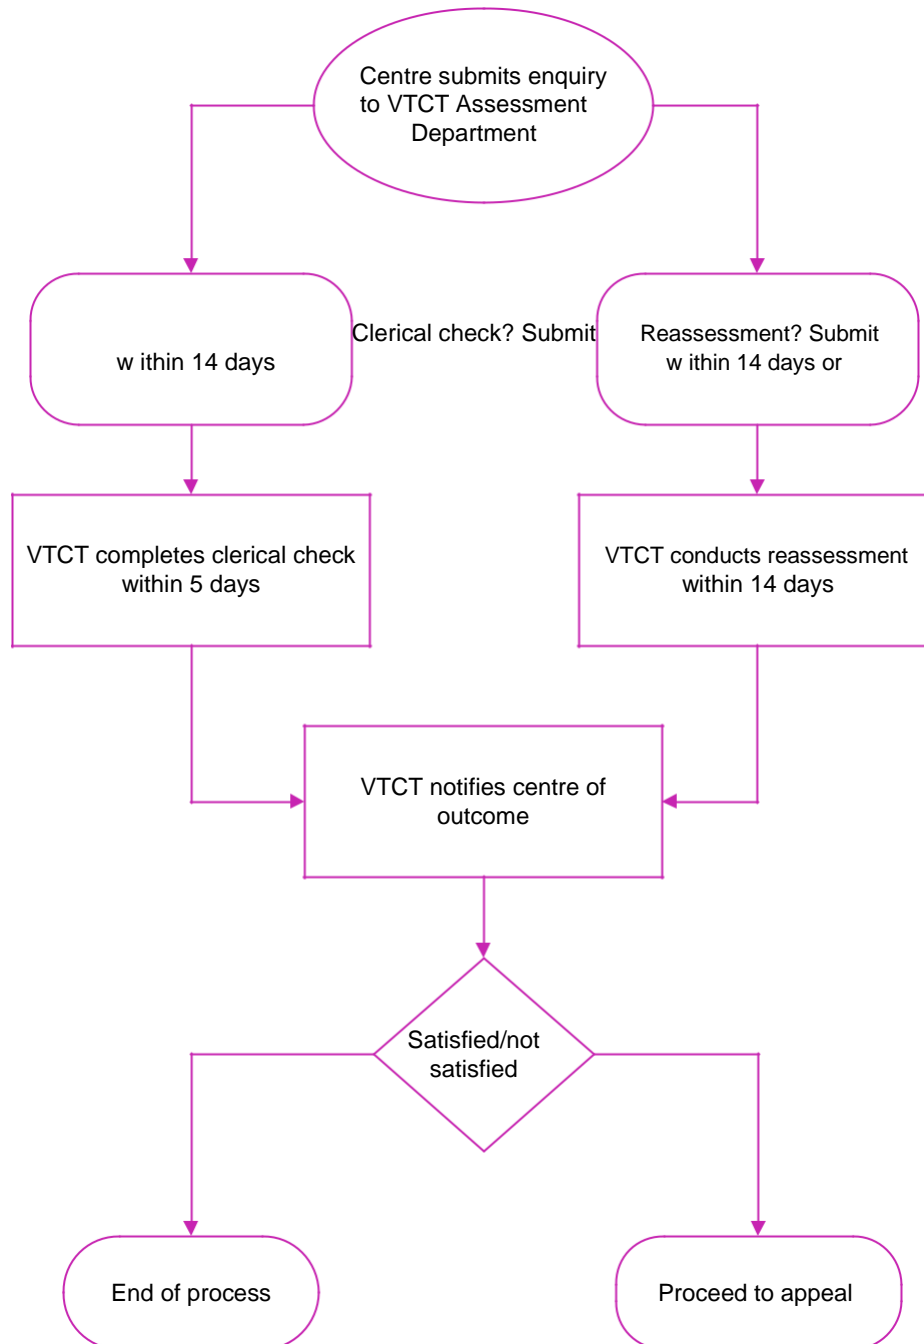 Centre submits enquiry
to VTCT Assessment
Department
Clerical check? Submit
w ithin 14 days
Reassessment? Submit
w ithin 14 days or
VTCT completes clerical check
within 5 days
VTCT conducts reassessment
within 14 days
VTCT notifies centre of
outcome
Satisfied/not
satisfied
End of process
Proceed to appeal